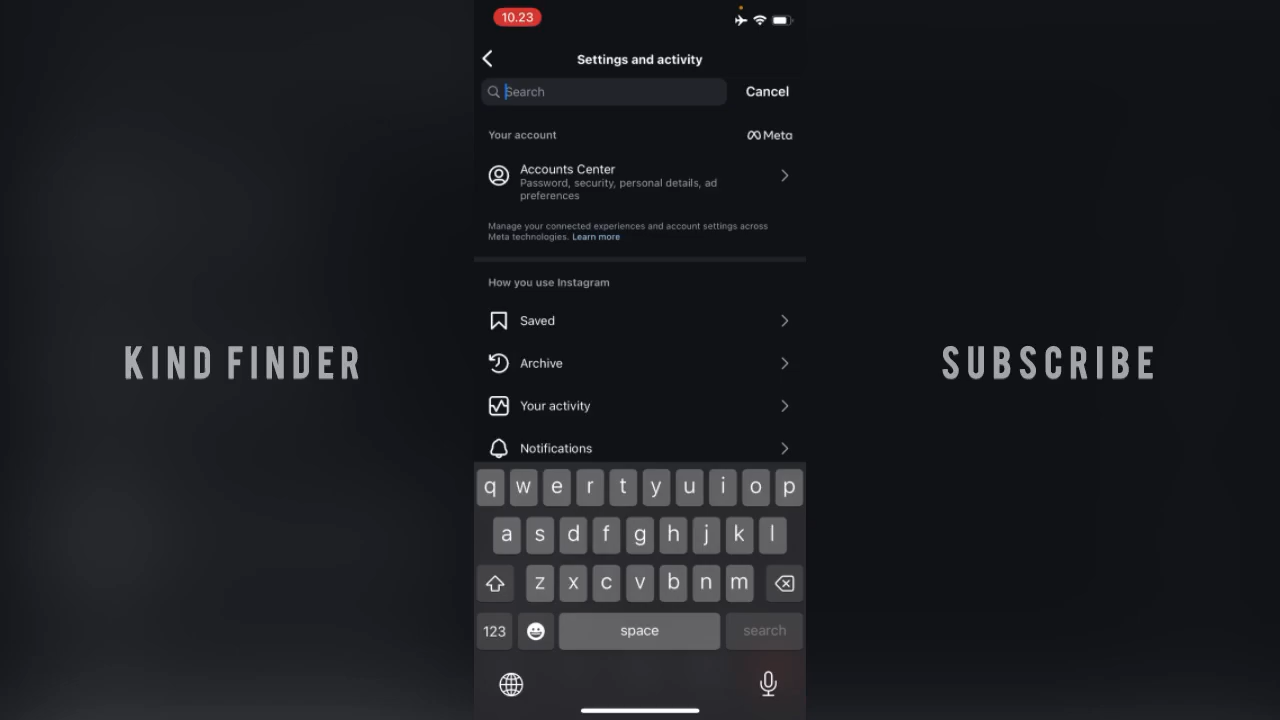 10.23
Settings and activity
Search
Cancel
Your account
Meta
Accounts Center
Password, security, personal details, ad
preferences
Manage your connected experiences and account settings across
Meta technologies. Learn more
How you use Instagram
Saved
Archive
KIND FINDER
SUBSCRIBE
Your activity
Notifications
q w e r t y u i o p
a s d f g h j k l
z x c v b n m
123
space
search